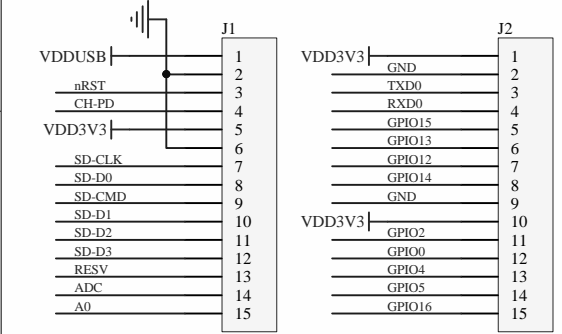 J1
VDDUSB 1
2
nRST 3
CH-PD 4
VDD3V3 5
6
SD-CLK 7
SD-D0 8
SD-CMD 9
SD-D1 10
SD-D2 11
SD-D3 12
RESV 13
ADC 14
A0 15
J2
VDD3V3 1
GND 2
TXD0 3
RXD0 4
GPIO15 5
GPIO13 6
GPIO12 7
GPIO14 8
GND 9
VDD3V3 10
GPIO2 11
GPIO0 12
GPIO4 13
GPIO5 14
GPIO16 15